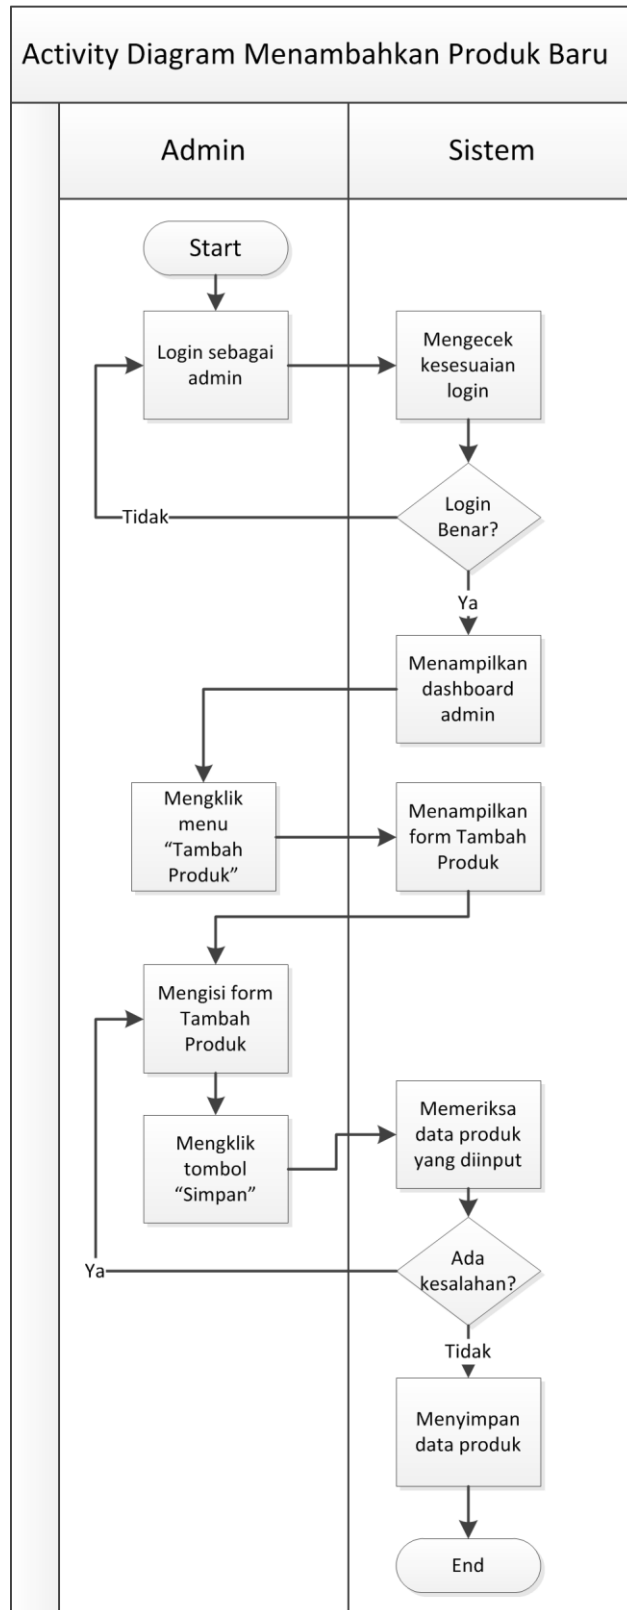 Activity Diagram Menambahkan Produk Baru
Admin
Sistem
Start
Login sebagai
admin
Mengecek
kesesuaian
login
Login
Benar?
Tidak
Ya
Menampilkan
dashboard
admin
Mengklik
menu
“Tambah
Produk”
Menampilkan
form Tambah
Produk
Mengisi form
Tambah
Produk
Mengklik
tombol
“Simpan”
Memeriksa
data produk
yang diinput
Ada
kesalahan?
Ya
Tidak
Menyimpan
data produk
End